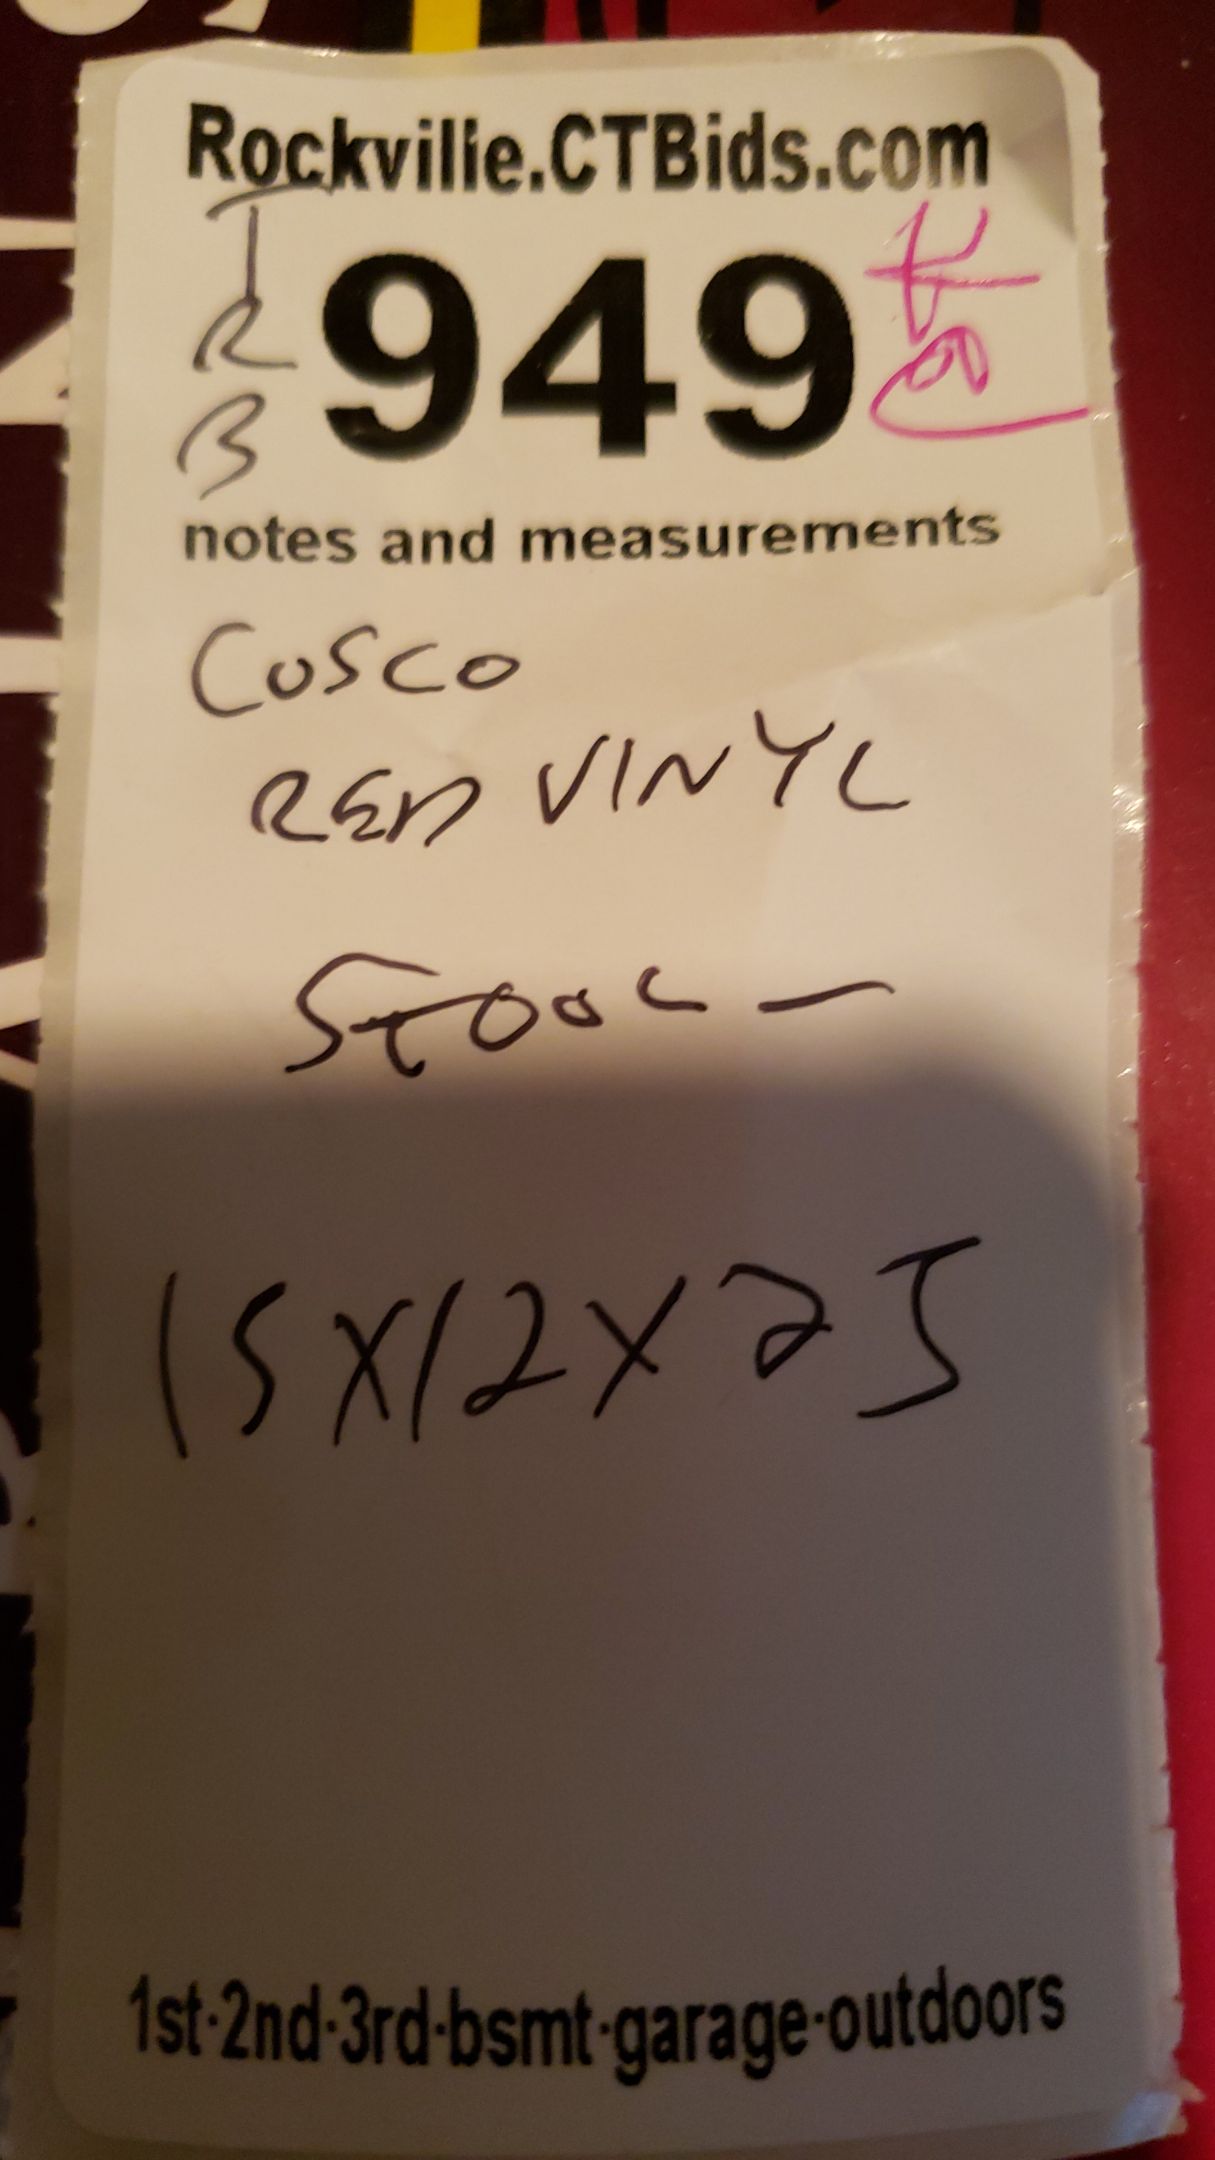 Rockville.CTBids.com
T
R
B
949
notes and measurements
COSCO
RED VINYL
STOOL —
15X12X25
1st·2nd·3rd·bsmt·garage·outdoors